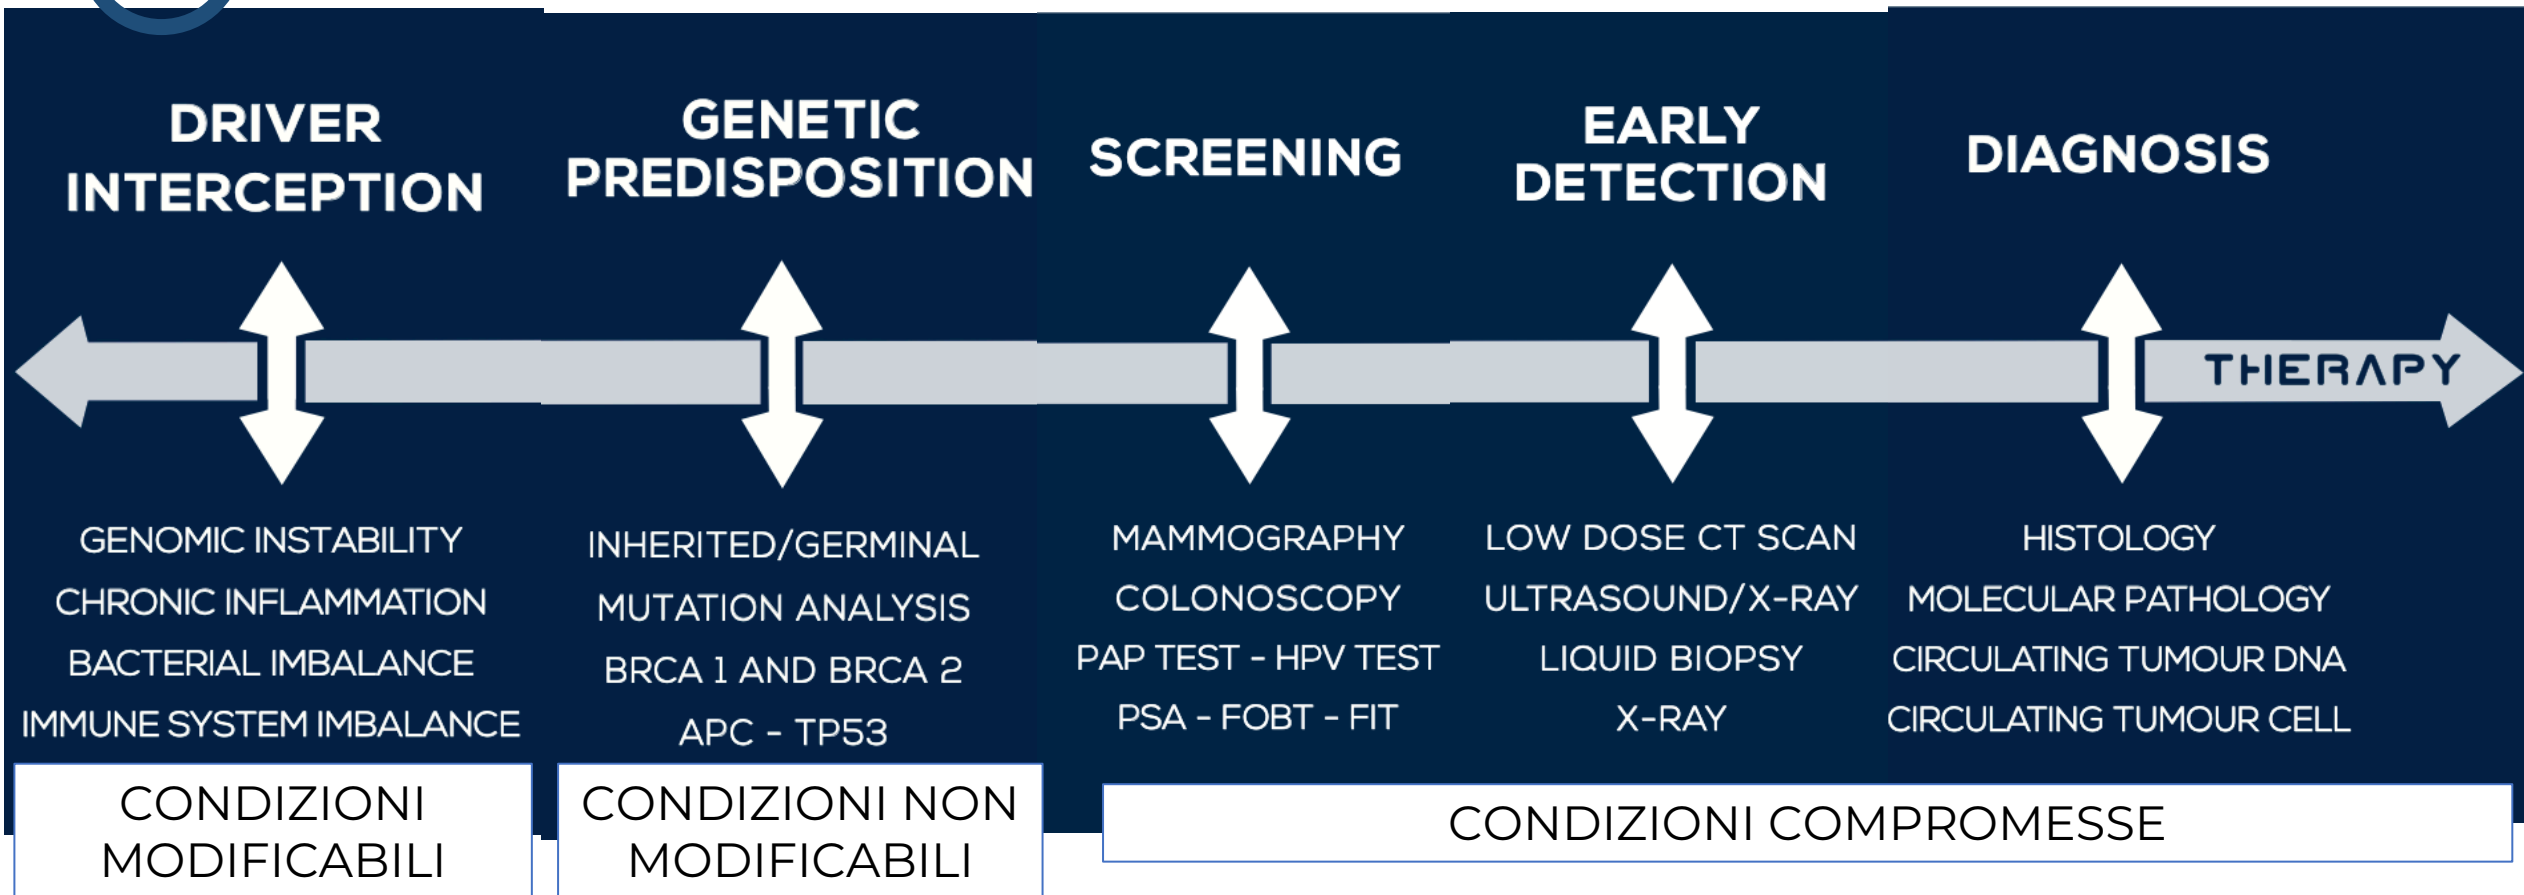 DRIVER
INTERCEPTION
GENOMIC INSTABILITY
CHRONIC INFLAMMATION
BACTERIAL IMBALANCE
IMMUNE SYSTEM IMBALANCE
CONDIZIONI
MODIFICABILI
GENETIC
PREDISPOSITION
INHERITED/GERMINAL
MUTATION ANALYSIS
BRCA 1 AND BRCA 2
APC - TP53
CONDIZIONI NON
MODIFICABILI
SCREENING
MAMMOGRAPHY
COLONOSCOPY
PAP TEST - HPV TEST
PSA - FOBT - FIT
EARLY
DETECTION
LOW DOSE CT SCAN
ULTRASOUND/X-RAY
LIQUID BIOPSY
X-RAY
DIAGNOSIS
THERAPY
HISTOLOGY
MOLECULAR PATHOLOGY
CIRCULATING TUMOUR DNA
CIRCULATING TUMOUR CELL
CONDIZIONI COMPROMESSE